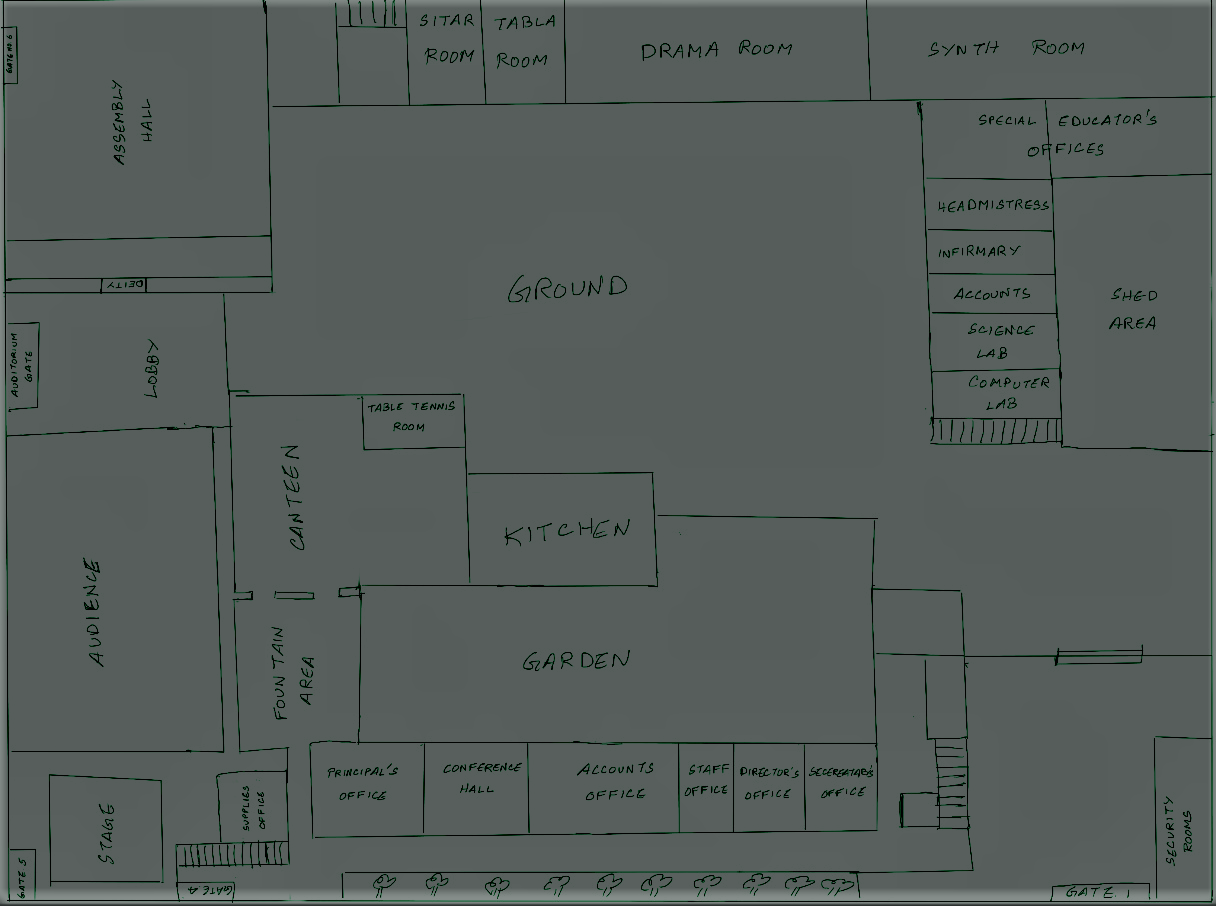 SITAR
ROOM
TABLA
ROOM
DRAMA ROOM
SYNTH ROOM
GATE NO 6
ASSEMBLY
HALL
SPECIAL EDUCATOR'S
OFFICES
HEADMISTRESS
INFIRMARY
ACCOUNTS
SCIENCE
LAB
COMPUTER
LAB
SHED
AREA
GROUND
DEITY
AUDITORIUM
GATE
LOBBY
TABLE TENNIS
ROOM
CANTEEN
KITCHEN
AUDIENCE
FOUNTAIN
AREA
GARDEN
PRINCIPAL'S
OFFICE
CONFERENCE
HALL
ACCOUNTS
OFFICE
STAFF
OFFICE
DIRECTOR'S
OFFICE
OFFICE
STAGE
SUPPLIES
OFFICE
SECURITY
ROOMS
GATE 5
GATE 4
GATE 1